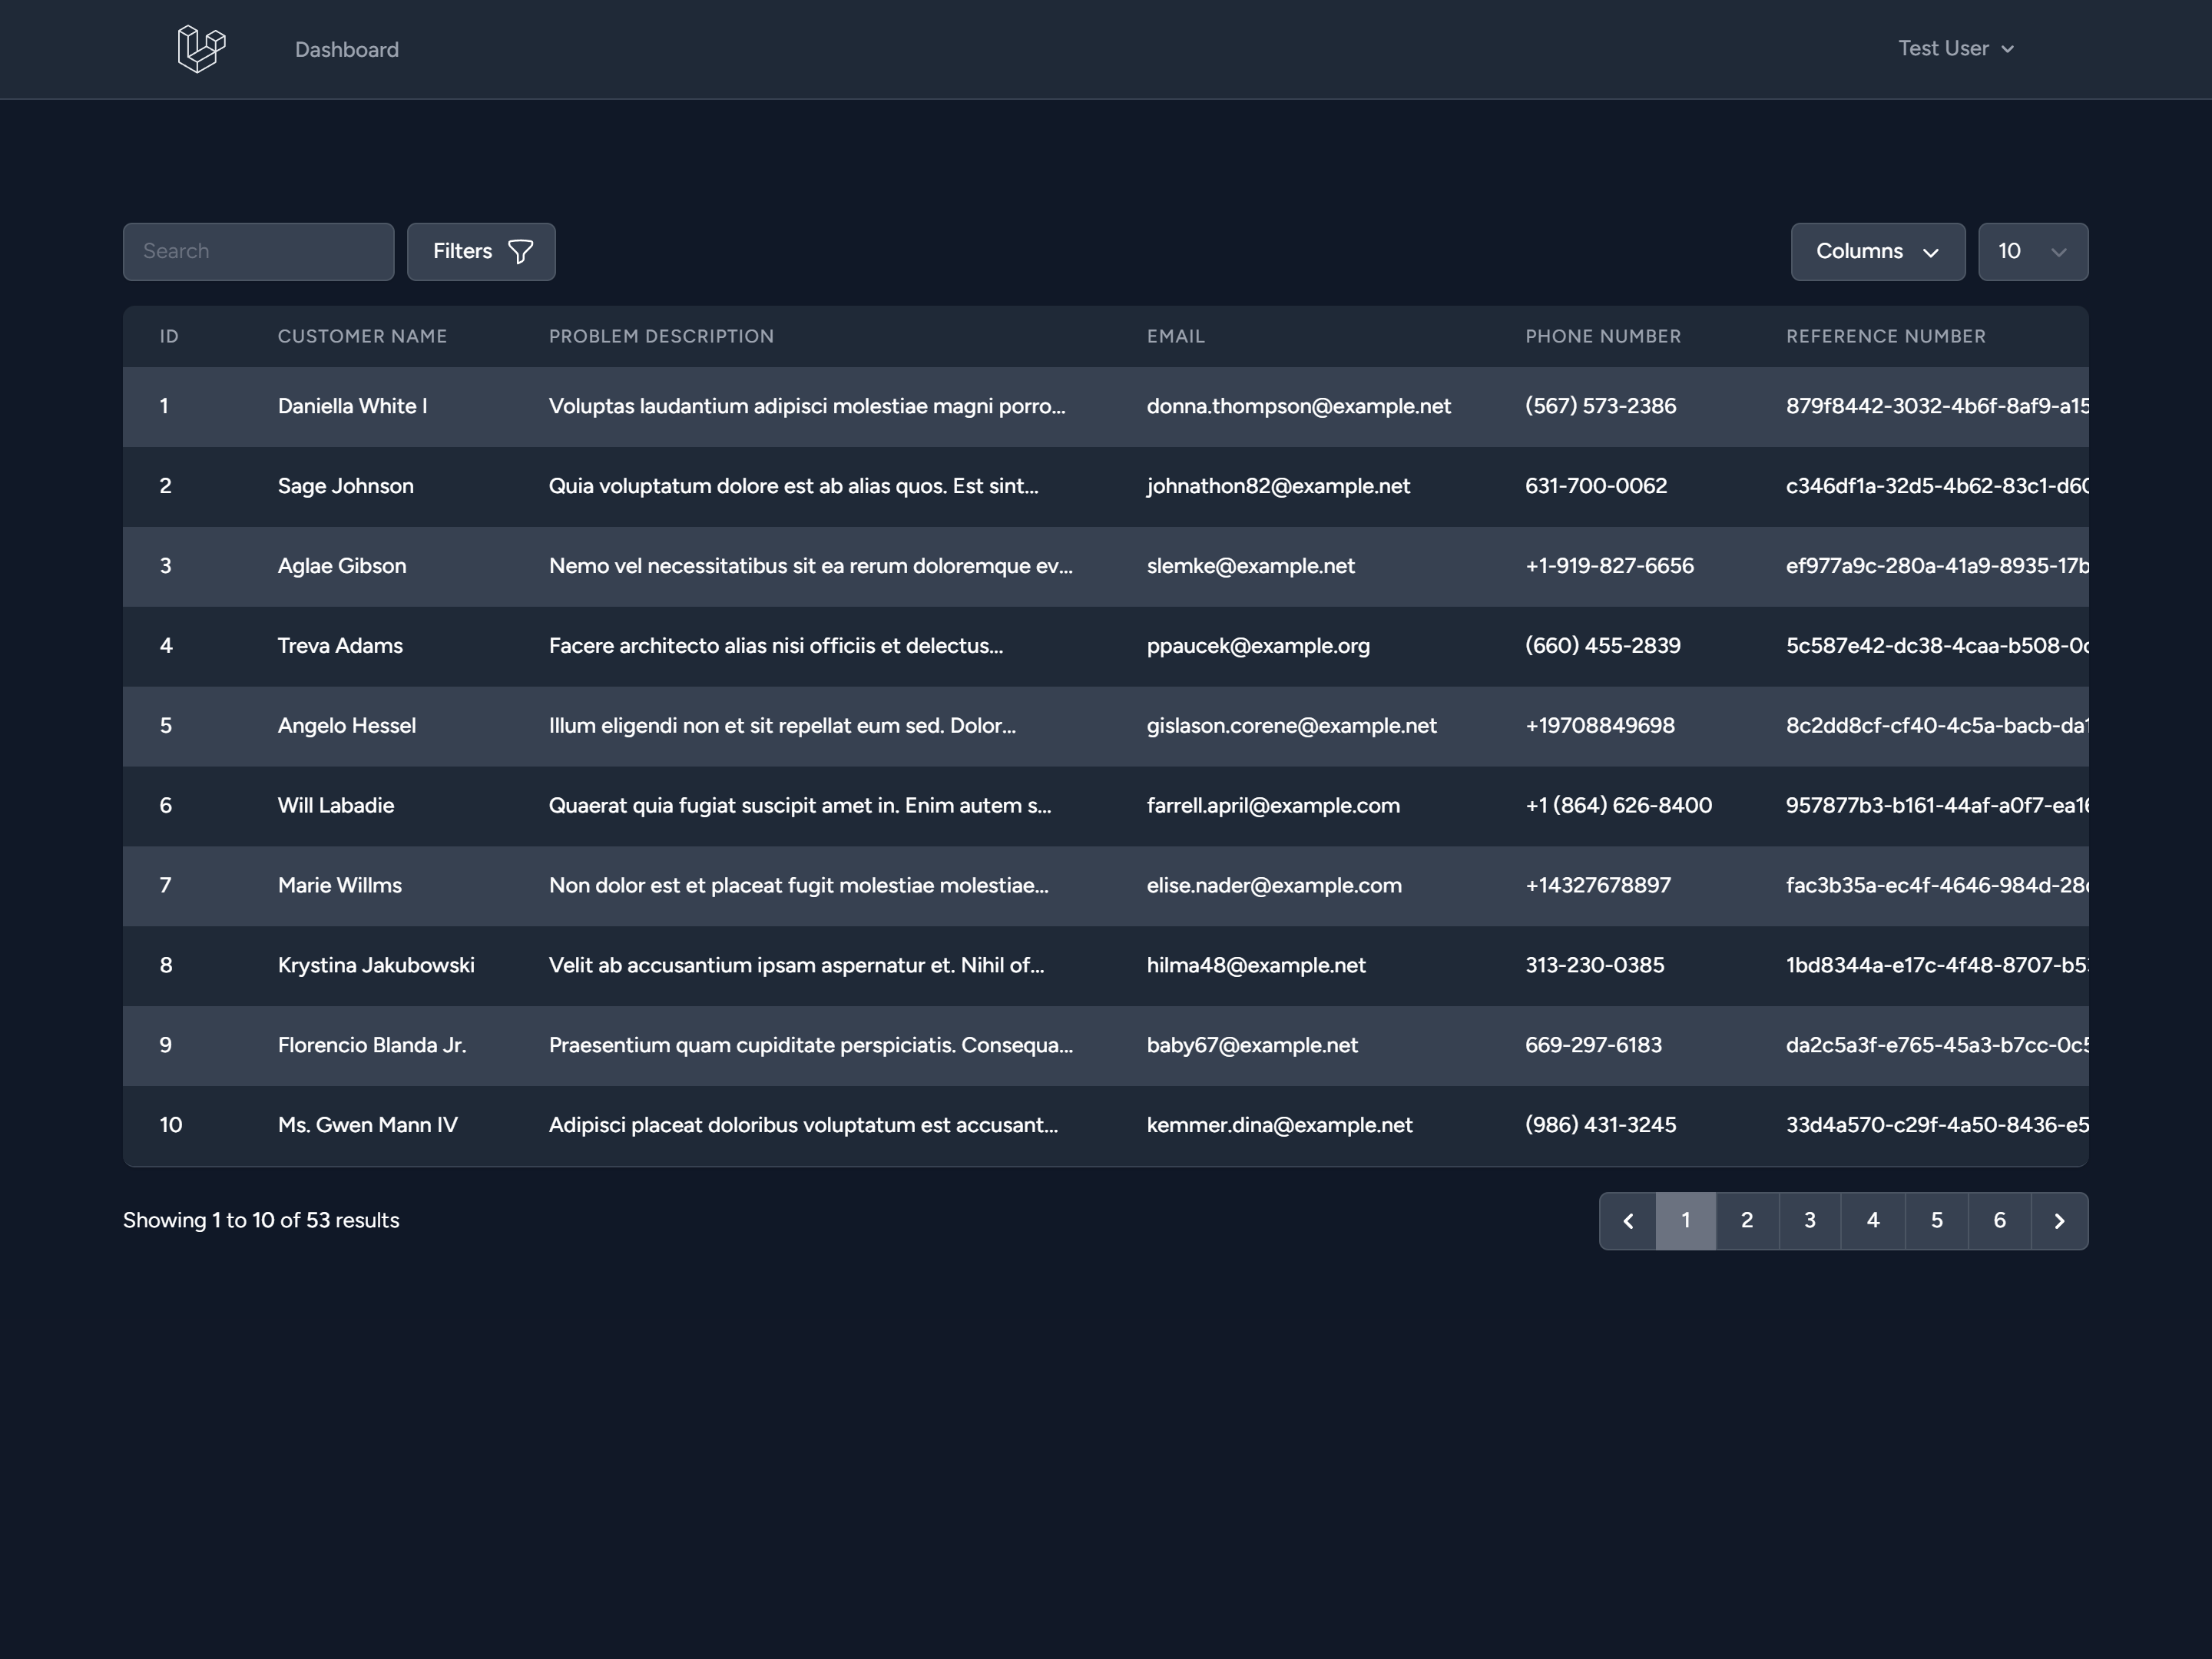 Dashboard Test User
Search Filters Columns 10
ID CUSTOMER NAME PROBLEM DESCRIPTION EMAIL PHONE NUMBER REFERENCE NUMBER
1 Daniella White I Voluptas laudantium adipisci molestiae magni porro... donna.thompson@example.net (567) 573-2386 879f8442-3032-4b6f-8af9-a15
2 Sage Johnson Quia voluptatum dolore est ab alias quos. Est sint... johnathon82@example.net 631-700-0062 c346df1a-32d5-4b62-83c1-d60
3 Aglae Gibson Nemo vel necessitatibus sit ea rerum doloremque ev... slemke@example.net +1-919-827-6656 ef977a9c-280a-41a9-8935-17b
4 Treva Adams Facere architecto alias nisi officiis et delectus... ppaucek@example.org (660) 455-2839 5c587e42-dc38-4caa-b508-0c
5 Angelo Hessel Illum eligendi non et sit repellat eum sed. Dolor... gislason.corene@example.net +19708849698 8c2dd8cf-cf40-4c5a-bacb-da1
6 Will Labadie Quaerat quia fugiat suscipit amet in. Enim autem s... farrell.april@example.com +1 (864) 626-8400 957877b3-b161-44af-a0f7-ea16
7 Marie Willms Non dolor est et placeat fugit molestiae molestiae... elise.nader@example.com +14327678897 fac3b35a-ec4f-4646-984d-28
8 Krystina Jakubowski Velit ab accusantium ipsam aspernatur et. Nihil of... hilma48@example.net 313-230-0385 1bd8344a-e17c-4f48-8707-b5
9 Florencio Blanda Jr. Praesentium quam cupiditate perspiciatis. Consequa... baby67@example.net 669-297-6183 da2c5a3f-e765-45a3-b7cc-0c5
10 Ms. Gwen Mann IV Adipisci placeat doloribus voluptatum est accusant... kemmer.dina@example.net (986) 431-3245 33d4a570-c29f-4a50-8436-e5
Showing 1 to 10 of 53 results 1 2 3 4 5 6